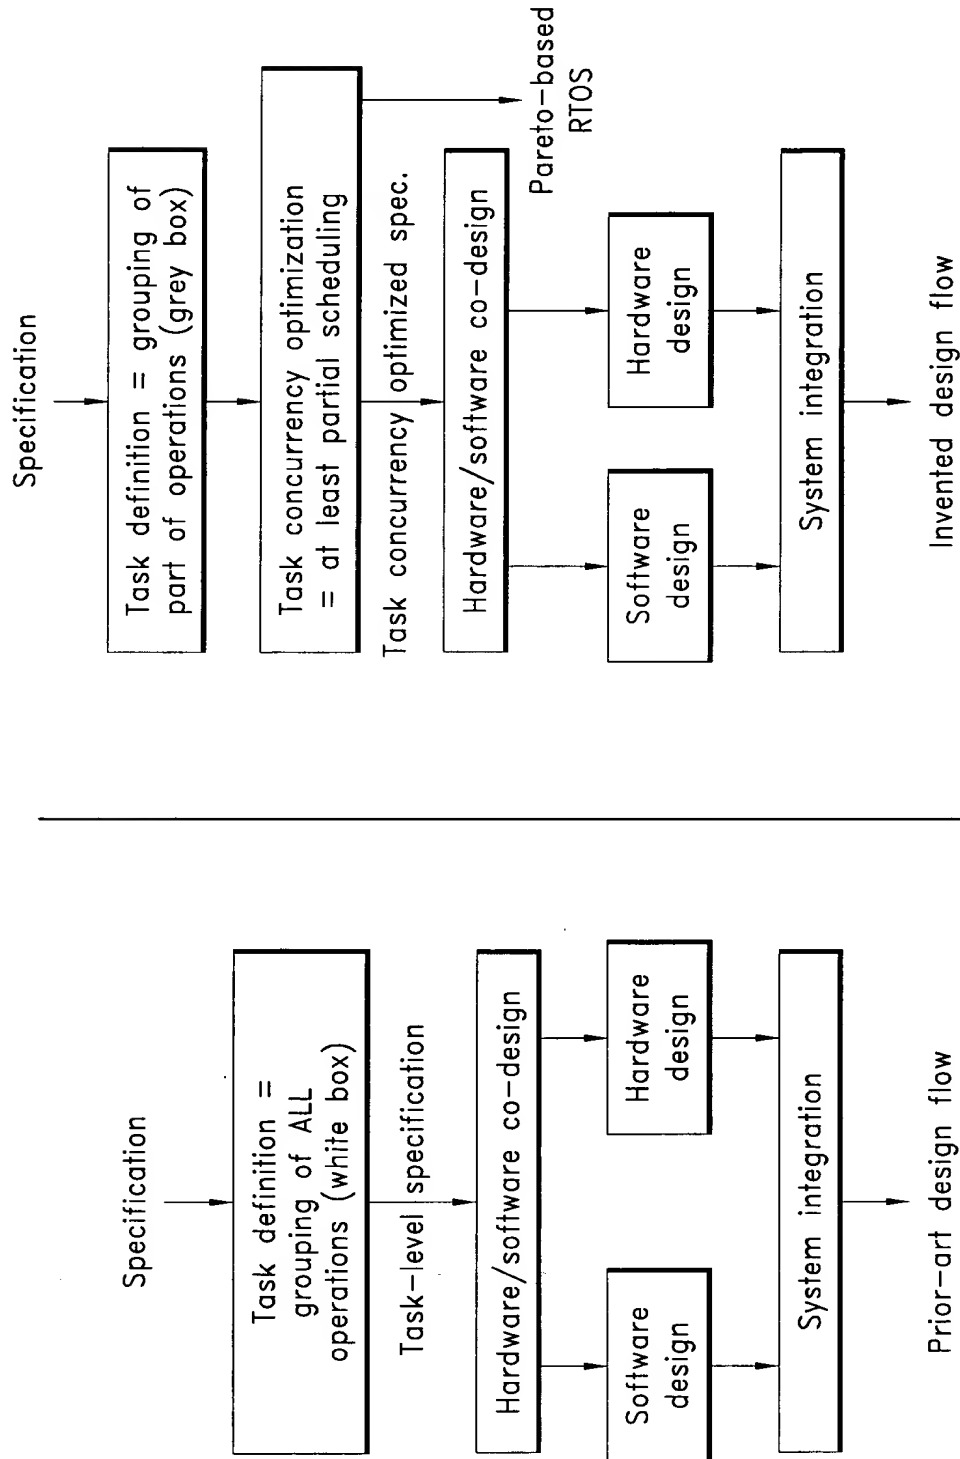 Specification
Task definition =
grouping of ALL
operations (white box)
Task-level specification
Hardware/software co-design
Software
design
Hardware
design
System integration
Prior-art design flow
Specification
Task definition = grouping of
part of operations (grey box)
Task concurrency optimization
= at least partial scheduling
Task concurrency optimized spec.
Pareto-based
RTOS
Hardware/software co-design
Software
design
Hardware
design
System integration
Invented design flow